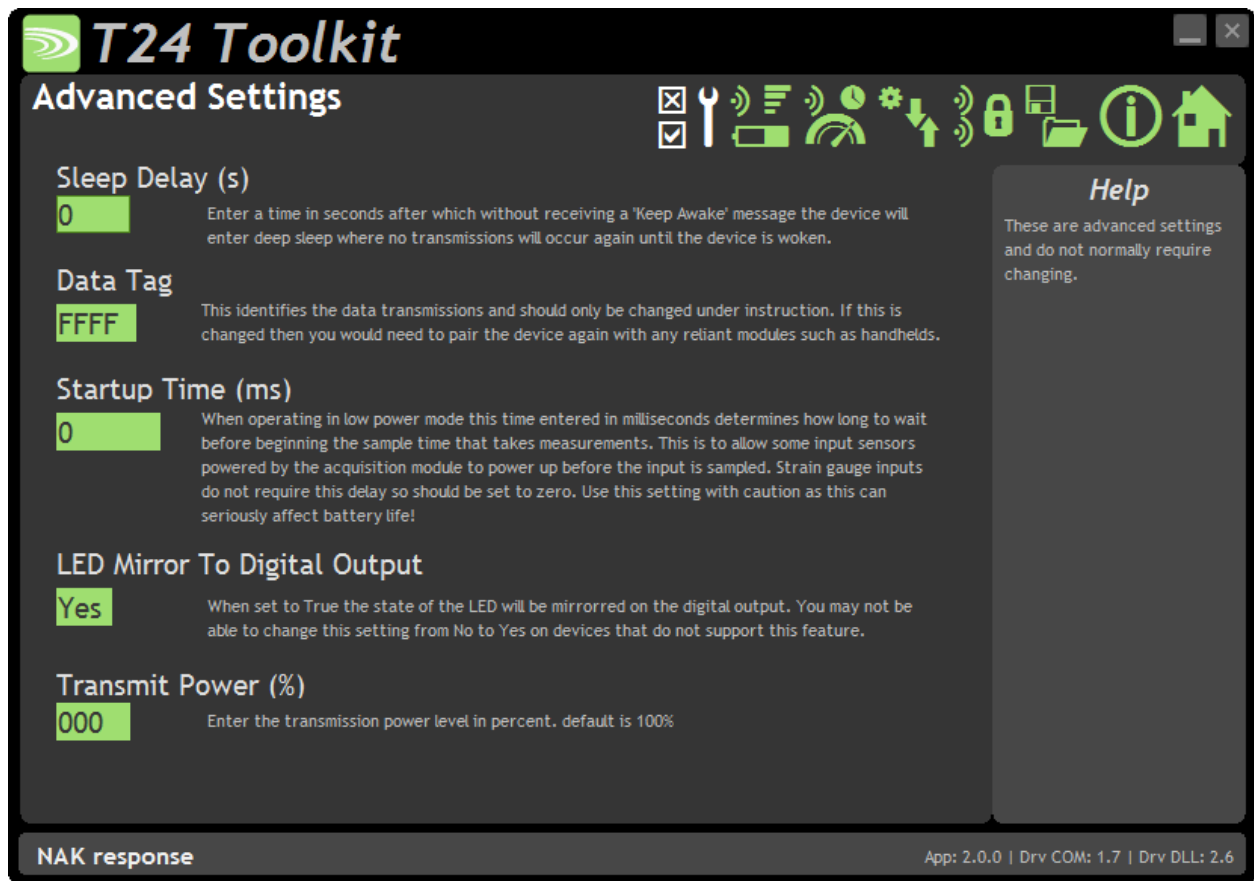 T24 Toolkit
Advanced Settings
Sleep Delay (s)
0
Enter a time in seconds after which without receiving a 'Keep Awake' message the device will
enter deep sleep where no transmissions will occur again until the device is woken.
Data Tag
FFFF
This identifies the data transmissions and should only be changed under instruction. If this is
changed then you would need to pair the device again with any reliant modules such as handhelds.
Startup Time (ms)
0
When operating in low power mode this time entered in milliseconds determines how long to wait
before beginning the sample time that takes measurements. This is to allow some input sensors
powered by the acquisition module to power up before the input is sampled. Strain gauge inputs
do not require this delay so should be set to zero. Use this setting with caution as this can
seriously affect battery life!
LED Mirror To Digital Output
Yes
When set to True the state of the LED will be mirrorred on the digital output. You may not be
able to change this setting from No to Yes on devices that do not support this feature.
Transmit Power (%)
000
Enter the transmission power level in percent. default is 100%
Help
These are advanced settings
and do not normally require
changing.
NAK response
App: 2.0.0 | Drv COM: 1.7 | Drv DLL: 2.6